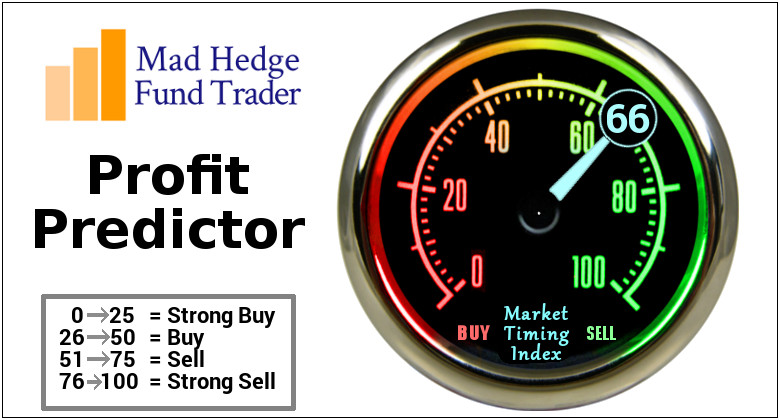 Mad Hedge
Fund Trader
Profit
Predictor
0→25 = Strong Buy
26→50 = Buy
51→75 = Sell
76→100 = Strong Sell
66
40 60
20 80
0 100
Market
BUY Timing SELL
Index